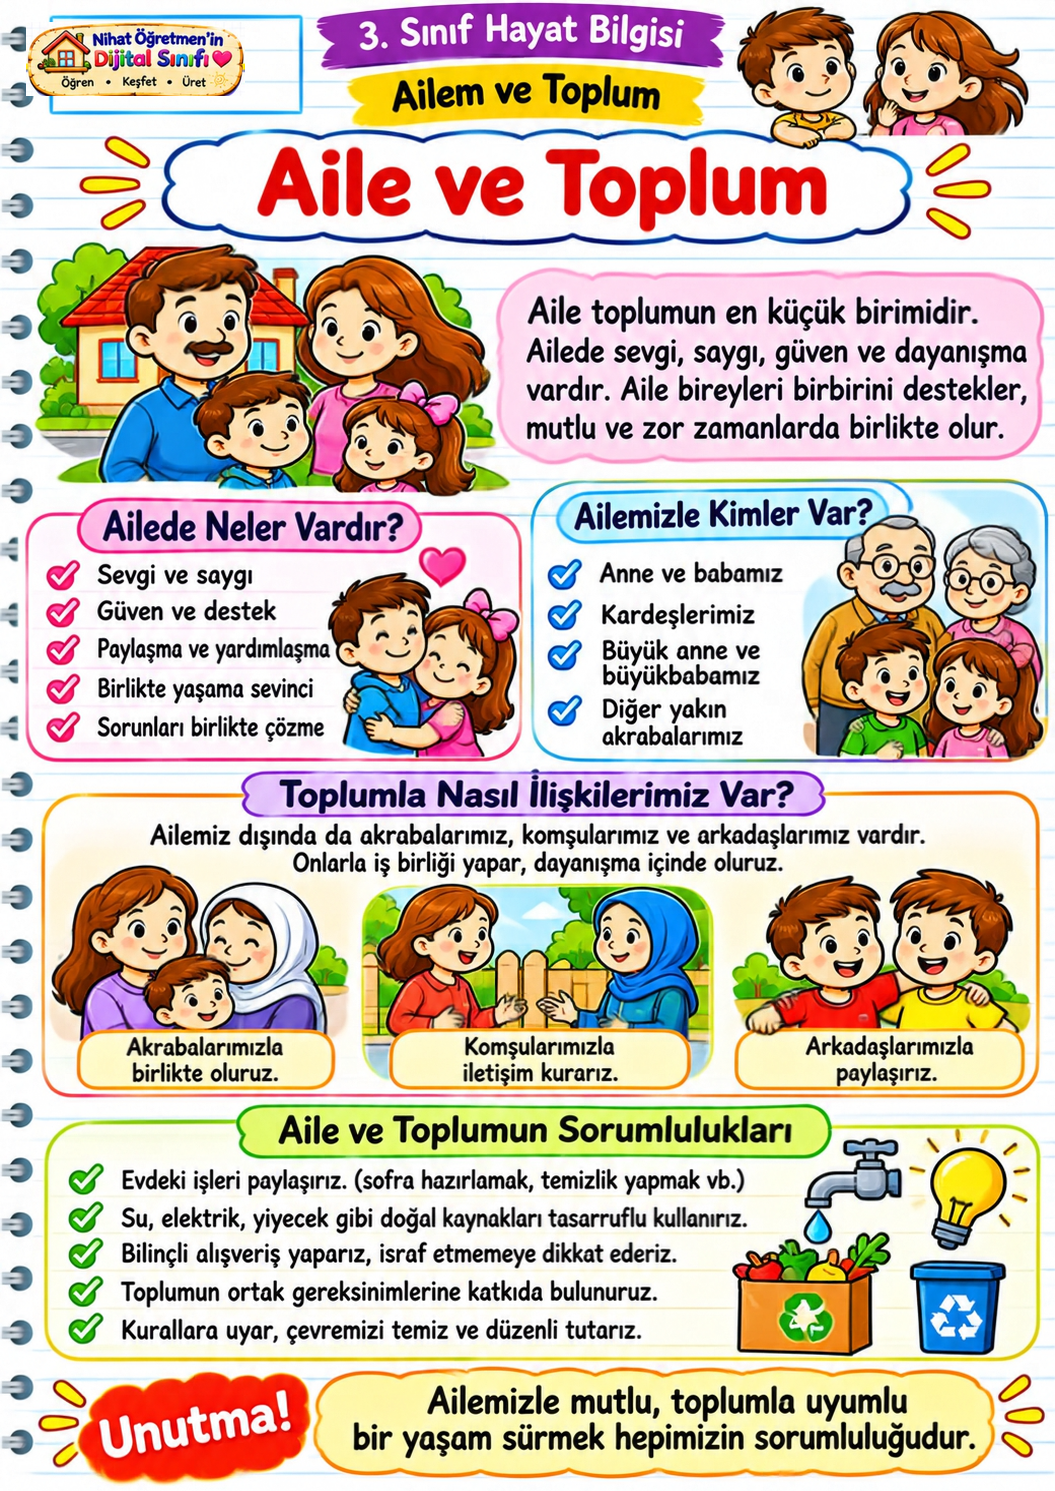 Nihat Öğretmen'in
Dijital Sınıfı
Öğren • Keşfet • Üret
3. Sınıf Hayat Bilgisi
Ailem ve Toplum
Aile ve Toplum
Aile toplumun en küçük birimidir.
Ailede sevgi, saygı, güven ve dayanışma
vardır. Aile bireyleri birbirini destekler,
mutlu ve zor zamanlarda birlikte olur.
Ailede Neler Vardır?
Sevgi ve saygı
Güven ve destek
Paylaşma ve yardımlaşma
Birlikte yaşama sevinci
Sorunları birlikte çözme
Ailemizle Kimler Var?
Anne ve babamız
Kardeşlerimiz
Büyük anne ve
büyükbabamız
Diğer yakın
akrabalarımız
Toplumla Nasıl İlişkilerimiz Var?
Ailemiz dışında da akrabalarımız, komşularımız ve arkadaşlarımız vardır.
Onlarla iş birliği yapar, dayanışma içinde oluruz.
Akrabalarımızla
birlikte oluruz.
Komşularımızla
iletişim kurarız.
Arkadaşlarımızla
paylaşırız.
Aile ve Toplumun Sorumlulukları
Evdeki işleri paylaşırız. (sofra hazırlamak, temizlik yapmak vb.)
Su, elektrik, yiyecek gibi doğal kaynakları tasarruflu kullanırız.
Bilinçli alışveriş yaparız, israf etmemeye dikkat ederiz.
Toplumun ortak gereksinimlerine katkıda bulunuruz.
Kurallara uyar, çevremizi temiz ve düzenli tutarız.
Unutma!
Ailemizle mutlu, toplumla uyumlu
bir yaşam sürmek hepimizin sorumluluğudur.